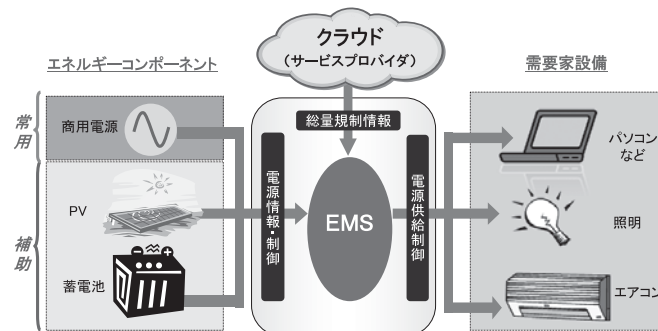 クラウド
(サービスプロバイダ)
エネルギーコンポーネント
需要家設備
常用
商用電源
総量規制情報
パソコン
など
補助
PV
電源情報・制御
EMS
電源供給制御
照明
蓄電池
エアコン